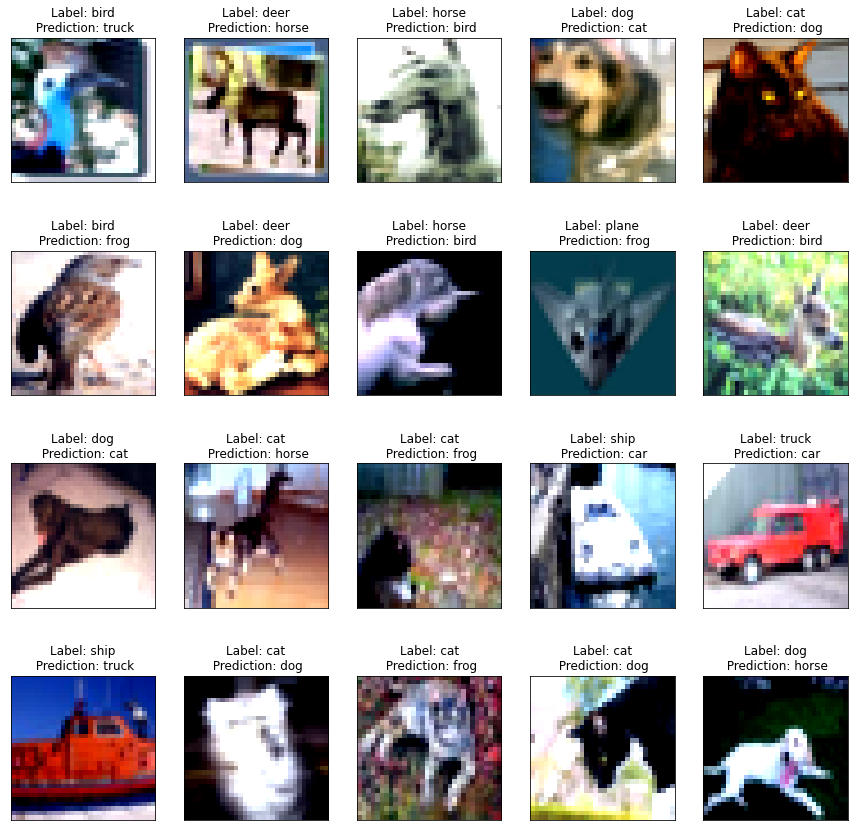 Label: bird
Prediction: truck
Label: deer
Prediction: horse
Label: horse
Prediction: bird
Label: dog
Prediction: cat
Label: cat
Prediction: dog
Label: bird
Prediction: frog
Label: deer
Prediction: dog
Label: horse
Prediction: bird
Label: plane
Prediction: frog
Label: deer
Prediction: bird
Label: dog
Prediction: cat
Label: cat
Prediction: horse
Label: cat
Prediction: frog
Label: ship
Prediction: car
Label: truck
Prediction: car
Label: ship
Prediction: truck
Label: cat
Prediction: dog
Label: cat
Prediction: frog
Label: cat
Prediction: dog
Label: dog
Prediction: horse